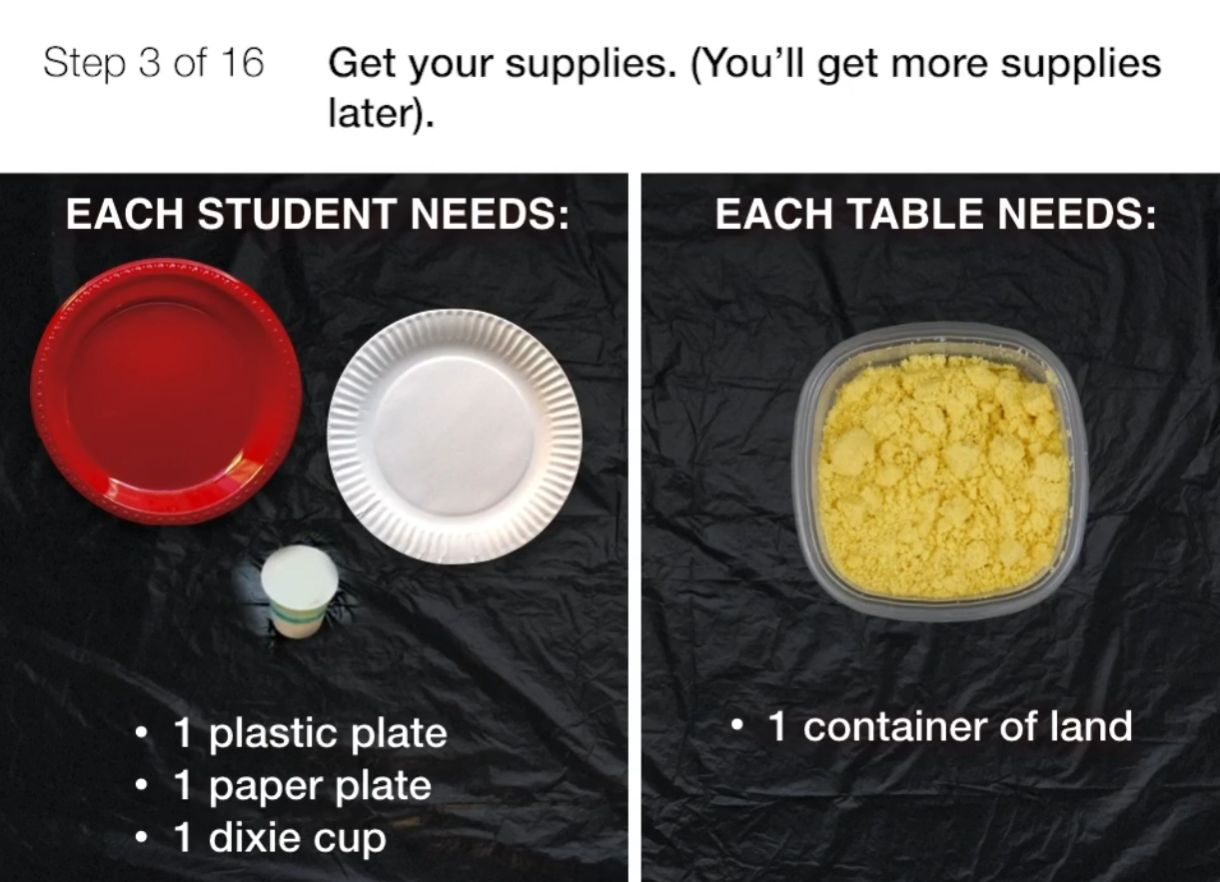 Step 3 of 16
Get your supplies. (You’ll get more supplies
later).
EACH STUDENT NEEDS:
• 1 plastic plate
• 1 paper plate
• 1 dixie cup
EACH TABLE NEEDS:
• 1 container of land